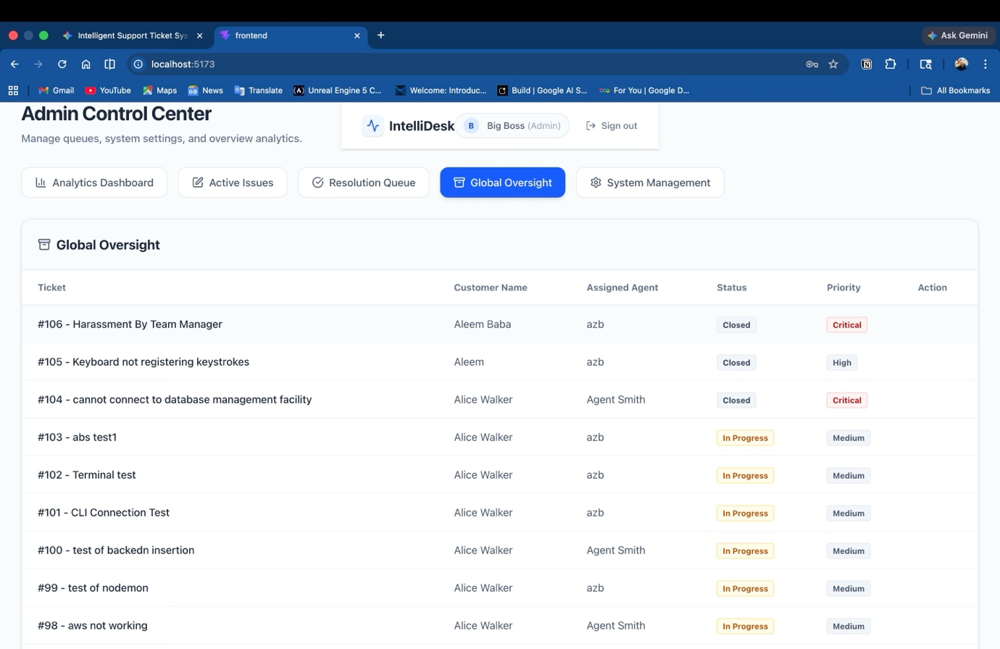 Intelligent Support Ticket Sys
frontend
Ask Gemini
localhost:5173
Gmail
YouTube
Maps
News
Translate
Unreal Engine 5 C...
Welcome: Introduc...
Build | Google AI S...
For You | Google D...
All Bookmarks
Admin Control Center
Manage queues, system settings, and overview analytics.
IntelliDesk
B Big Boss (Admin)
Sign out
Analytics Dashboard
Active Issues
Resolution Queue
Global Oversight
System Management
Global Oversight
Ticket Customer Name Assigned Agent Status Priority Action
#106 - Harassment By Team Manager Aleem Baba azb Closed Critical
#105 - Keyboard not registering keystrokes Aleem azb Closed High
#104 - cannot connect to database management facility Alice Walker Agent Smith Closed Critical
#103 - abs test1 Alice Walker azb In Progress Medium
#102 - Terminal test Alice Walker azb In Progress Medium
#101 - CLI Connection Test Alice Walker azb In Progress Medium
#100 - test of backedn insertion Alice Walker Agent Smith In Progress Medium
#99 - test of nodemon Alice Walker azb In Progress Medium
#98 - aws not working Alice Walker Agent Smith In Progress Medium